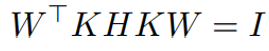 W⊤KHKW = I